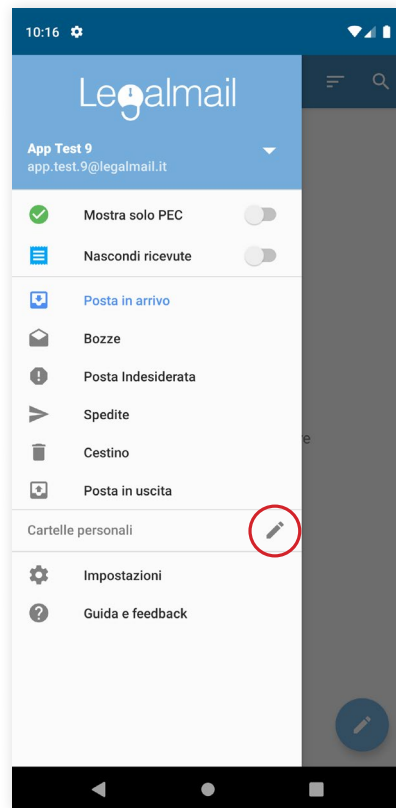 10:16
Legalmail
App Test 9
app.test.9@legalmail.it
Mostra solo PEC
Nascondi ricevute
Posta in arrivo
Bozze
Posta Indesiderata
Spedite
e
Cestino
Posta in uscita
Cartelle personali
Impostazioni
Guida e feedback